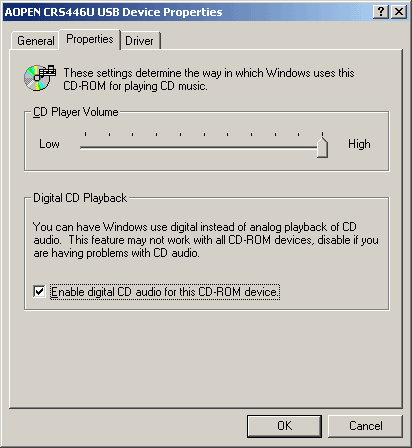 AOPEN CRS446U USB Device Properties
General Properties Driver
These settings determine the way in which Windows uses this
CD-ROM for playing CD music.
CD Player Volume
Low High
Digital CD Playback
You can have Windows use digital instead of analog playback of CD
audio. This feature may not work with all CD-ROM devices, disable if you
are having problems with CD audio.
Enable digital CD audio for this CD-ROM device.
OK Cancel